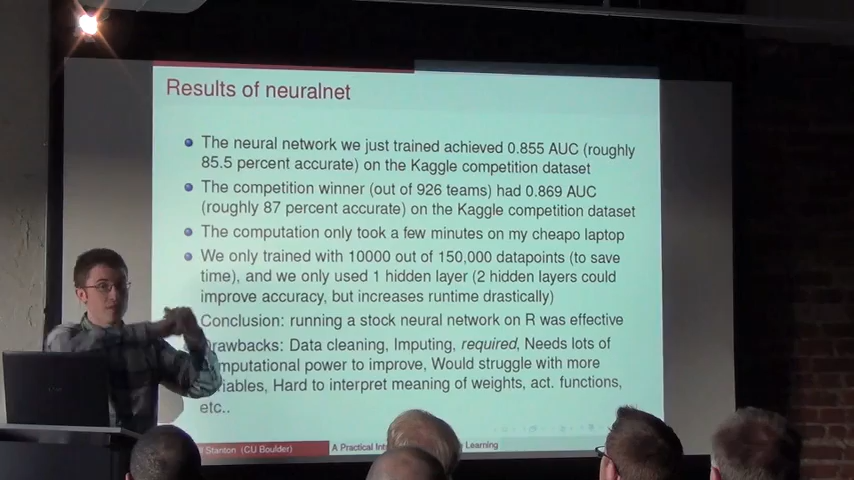 Results of neuralnet
The neural network we just trained achieved 0.855 AUC (roughly
85.5 percent accurate) on the Kaggle competition dataset
The competition winner (out of 926 teams) had 0.869 AUC
(roughly 87 percent accurate) on the Kaggle competition dataset
The computation only took a few minutes on my cheapo laptop
We only trained with 10000 out of 150,000 datapoints (to save
time), and we only used 1 hidden layer (2 hidden layers could
improve accuracy, but increases runtime drastically)
Conclusion: running a stock neural network on R was effective
rawbacks: Data cleaning, Imputing, required, Needs lots of
mputational power to improve, Would struggle with more
iables, Hard to interpret meaning of weights, act. functions,
etc..
Stanton (CU Boulder)
A Practical Int
Learning